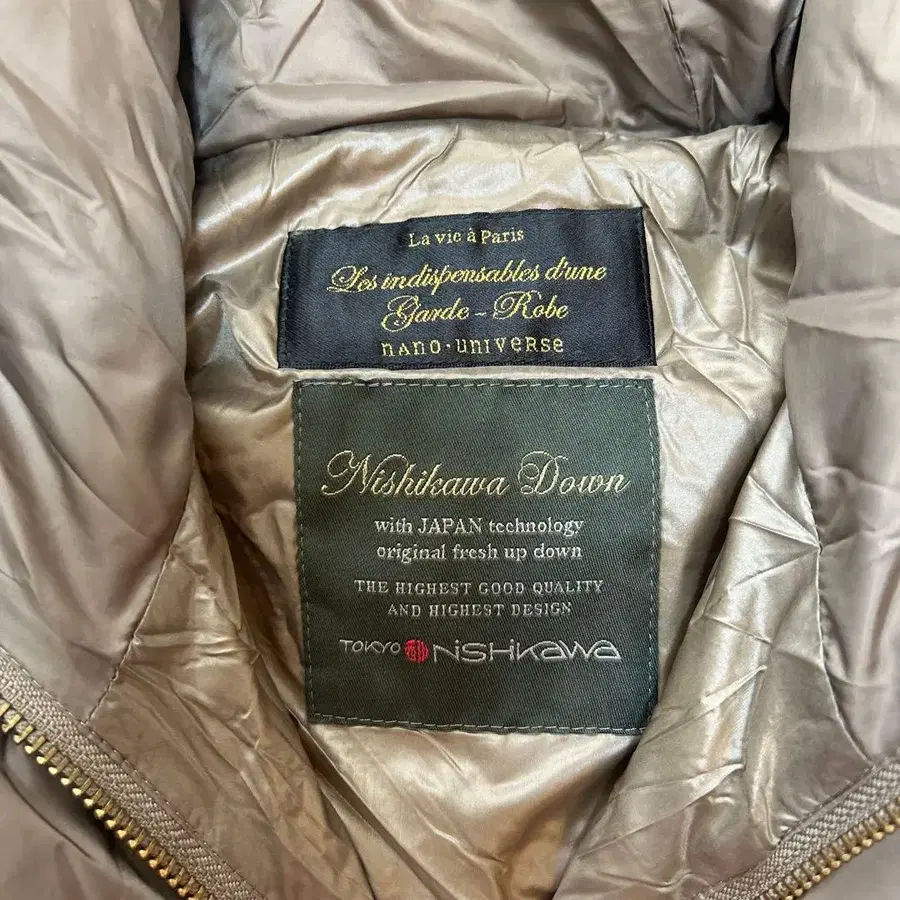 La vie à Paris
Les indispensables d'une
Garde-Robe
nano·universe
Nishikawa Down
with JAPAN technology
original fresh up down
THE HIGHEST GOOD QUALITY
AND HIGHEST DESIGN
TOKYO NiSHiKaWa